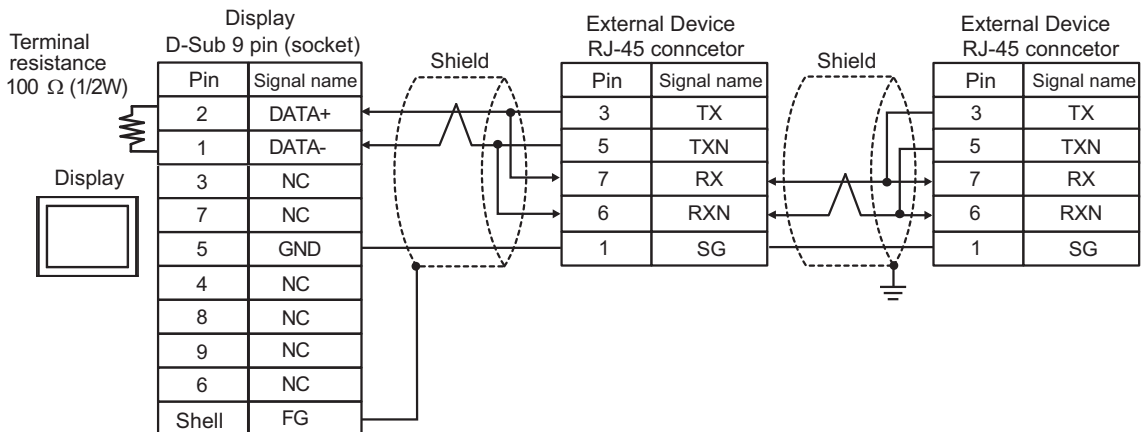 Terminal
resistance
100 Ω (1/2W)
Display
Display
D-Sub 9 pin (socket)
Pin Signal name
2 DATA+
1 DATA-
3 NC
7 NC
5 GND
4 NC
8 NC
9 NC
6 NC
Shell FG
Shield
External Device
RJ-45 conncetor
Pin Signal name
3 TX
5 TXN
7 RX
6 RXN
1 SG
Shield
External Device
RJ-45 conncetor
Pin Signal name
3 TX
5 TXN
7 RX
6 RXN
1 SG